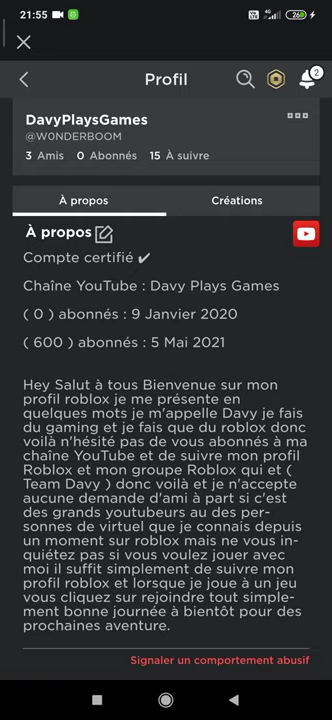 21:55
4G
26
Profil
2
DavyPlaysGames
@W0NDERBOOM
3 Amis 0 Abonnés 15 À suivre
À propos
Créations
À propos
Compte certifié ✔
Chaîne YouTube : Davy Plays Games
( 0 ) abonnés : 9 Janvier 2020
( 600 ) abonnés : 5 Mai 2021
Hey Salut à tous Bienvenue sur mon
profil roblox je me présente en
quelques mots je m'appelle Davy je fais
du gaming et je fais que du roblox donc
voilà n'hésité pas de vous abonnés à ma
chaîne YouTube et de suivre mon profil
Roblox et mon groupe Roblox qui et (
Team Davy ) donc voilà et je n'accepte
aucune demande d'ami à part si c'est
des grands youtubeurs au des per-
sonnes de virtuel que je connais depuis
un moment sur roblox mais ne vous in-
quiétez pas si vous voulez jouer avec
moi il suffit simplement de suivre mon
profil roblox et lorsque je joue à un jeu
vous cliquez sur rejoindre tout simple-
ment bonne journée à bientôt pour des
prochaines aventure.
Signaler un comportement abusif